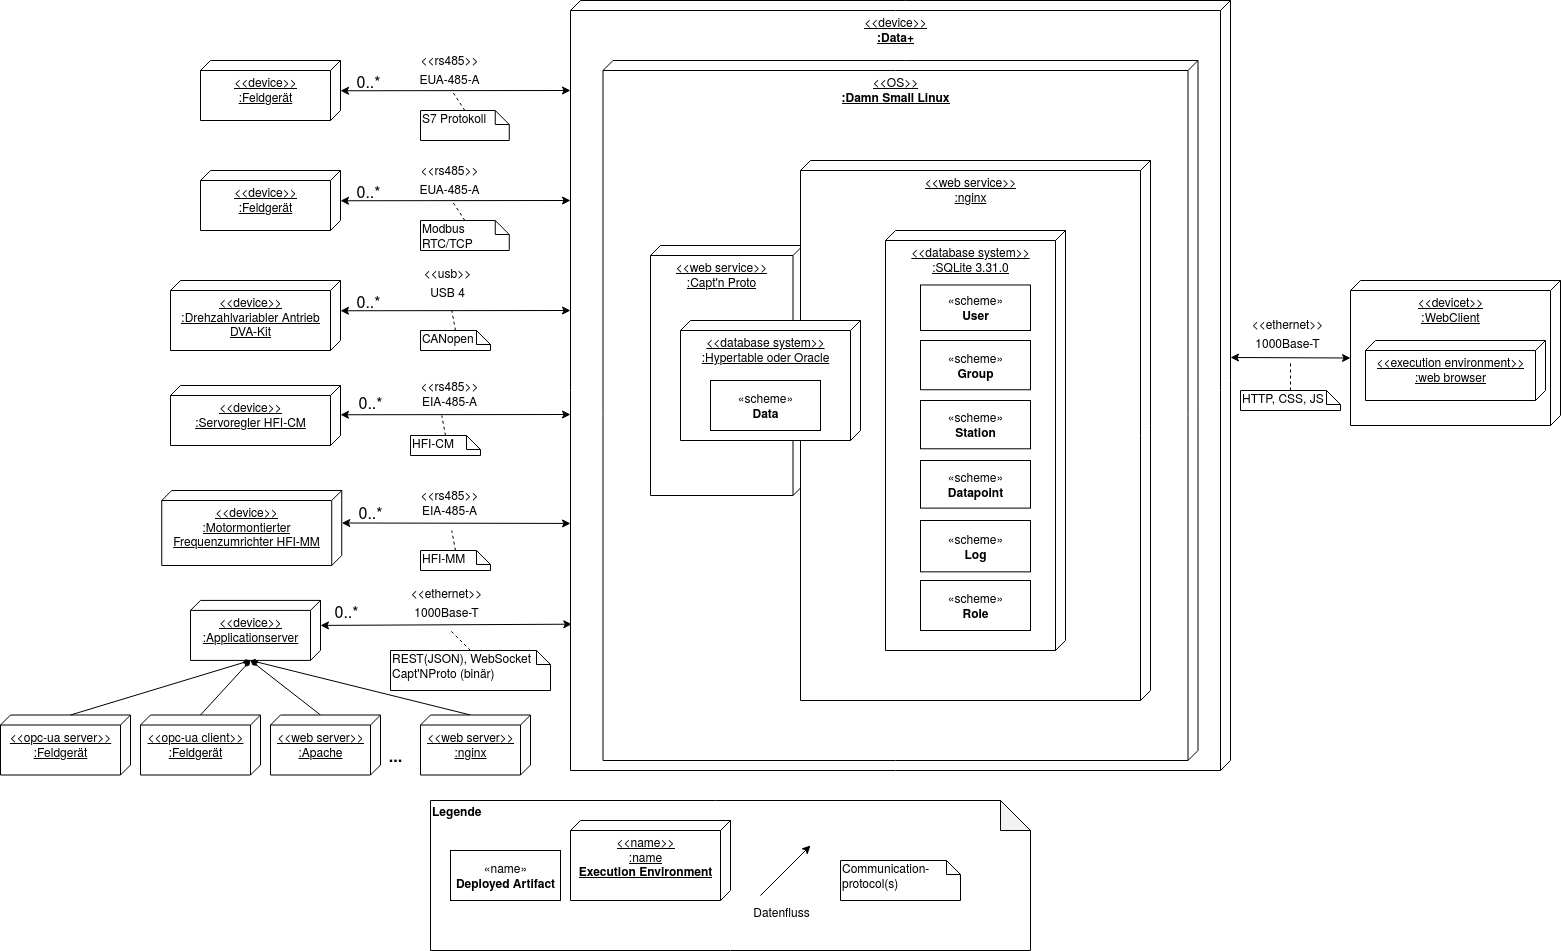 <<device>>
:Data+
<<OS>>
:Damn Small Linux
<<device>>
:Feldgerät
0..*
<<rs485>>
EUA-485-A
S7 Protokoll
<<device>>
:Feldgerät
0..*
<<rs485>>
EUA-485-A
Modbus
RTC/TCP
<<device>>
:Drehzahlvariabler Antrieb
DVA-Kit
0..*
<<usb>>
USB 4
CANopen
<<device>>
:Servoregler HFI-CM
0..*
<<rs485>>
EIA-485-A
HFI-CM
<<device>>
:Motormontierter
Frequenzumrichter HFI-MM
0..*
<<rs485>>
EIA-485-A
HFI-MM
<<device>>
:Applicationserver
0..*
<<ethernet>>
1000Base-T
REST(JSON), WebSocket
Capt'NProto (binär)
<<opc-ua server>>
:Feldgerät
<<opc-ua client>>
:Feldgerät
<<web server>>
:Apache
...
<<web server>>
:nginx
<<web service>>
:Capt'n Proto
<<database system>>
:Hypertable oder Oracle
«scheme»
Data
<<web service>>
:nginx
<<database system>>
:SQLite 3.31.0
«scheme»
User
«scheme»
Group
«scheme»
Station
«scheme»
Datapoint
«scheme»
Log
«scheme»
Role
<<ethernet>>
1000Base-T
HTTP, CSS, JS
<<devicet>>
:WebClient
<<execution environment>>
:web browser
Legende
«name»
Deployed Artifact
<<name>>
:name
Execution Environment
Datenfluss
Communication-
protocol(s)